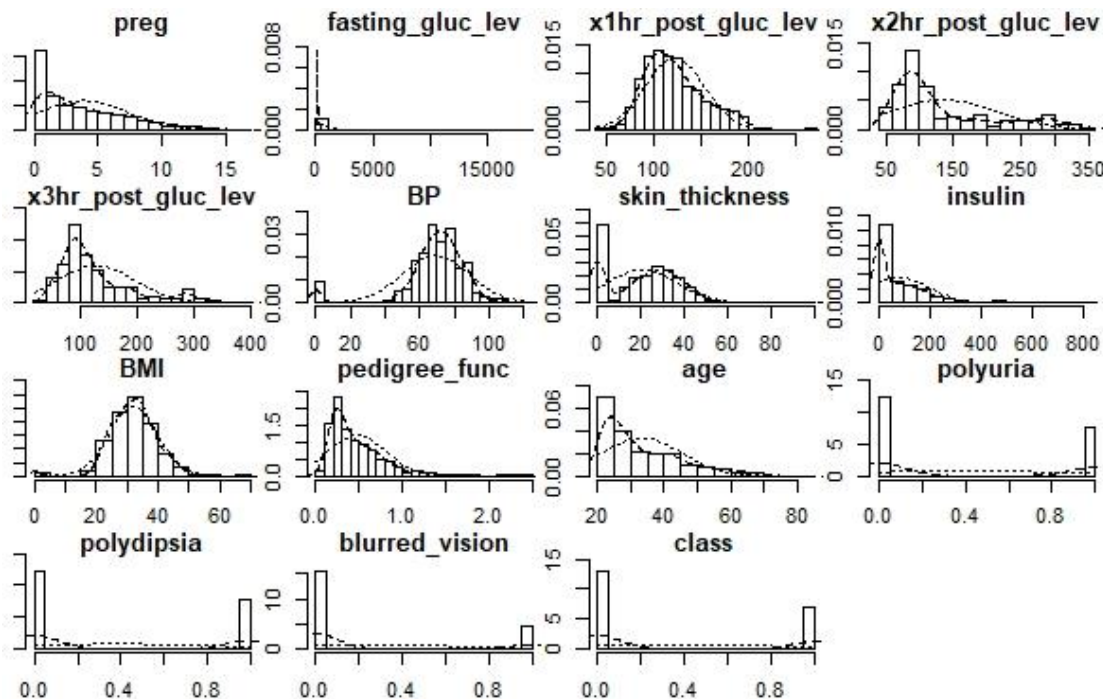 preg
fasting_gluc_lev
x1hr_post_gluc_lev
x2hr_post_gluc_lev
0.008
0.000
0.015
0.000
0.015
0.000
0 5 10 15
0 5000 15000
50 100 200
50 150 250 350
x3hr_post_gluc_lev
BP
skin_thickness
insulin
0.03
0.00
0.05
0.00
0.010
0.000
100 200 300 400
0 20 60 100
0 20 40 60 80
0 200 400 600 800
BMI
pedigree_func
age
polyuria
1.5
0.0
0.06
0.00
15
5
0
0 20 40 60
0.0 1.0 2.0
20 40 60 80
0.0 0.4 0.8
polydipsia
blurred_vision
class
10
0
15
5
0
0.0 0.4 0.8
0.0 0.4 0.8
0.0 0.4 0.8